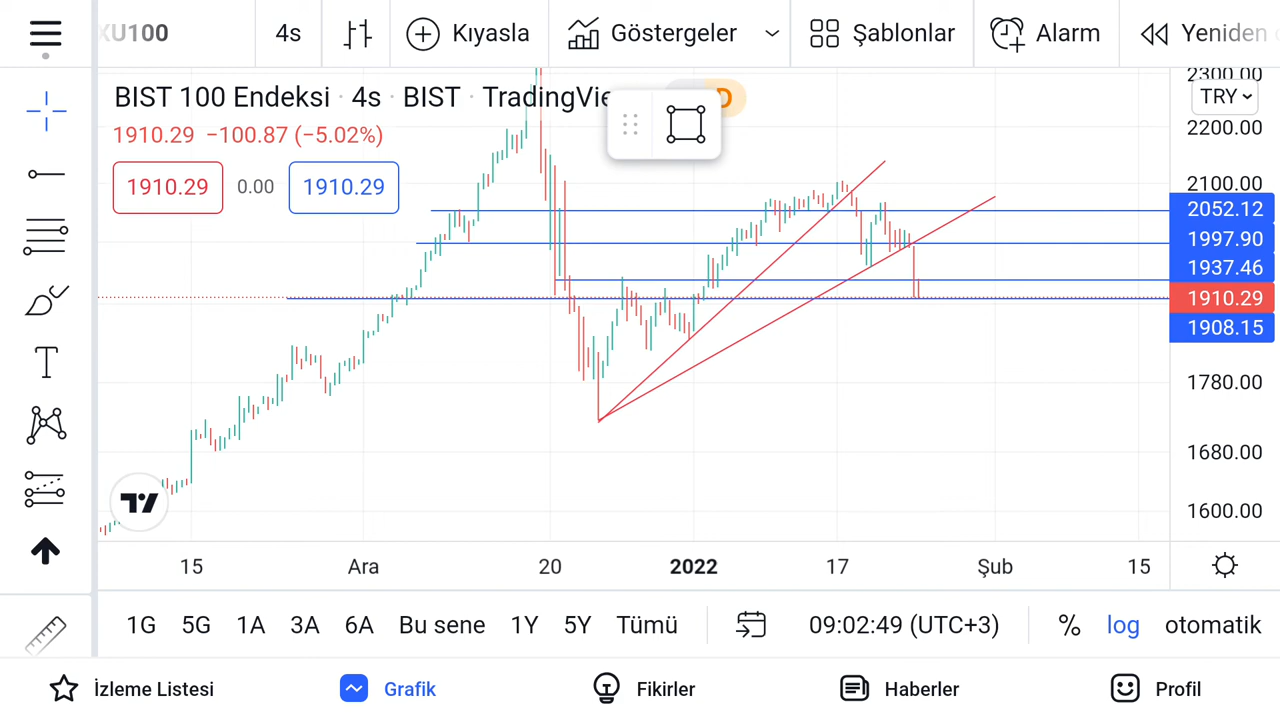 XU100 4s Kıyasla Göstergeler Şablonlar Alarm Yeniden
BIST 100 Endeksi · 4s · BIST · TradingVie D
1910.29 −100.87 (−5.02%)
1910.29 0.00 1910.29
2300.00
TRY
2200.00
2100.00
2052.12
1997.90
1937.46
1910.29
1908.15
1780.00
1680.00
1600.00
T
15 Ara 20 2022 17 Şub 15
1G 5G 1A 3A 6A Bu sene 1Y 5Y Tümü 09:02:49 (UTC+3) % log otomatik
İzleme Listesi Grafik Fikirler Haberler Profil